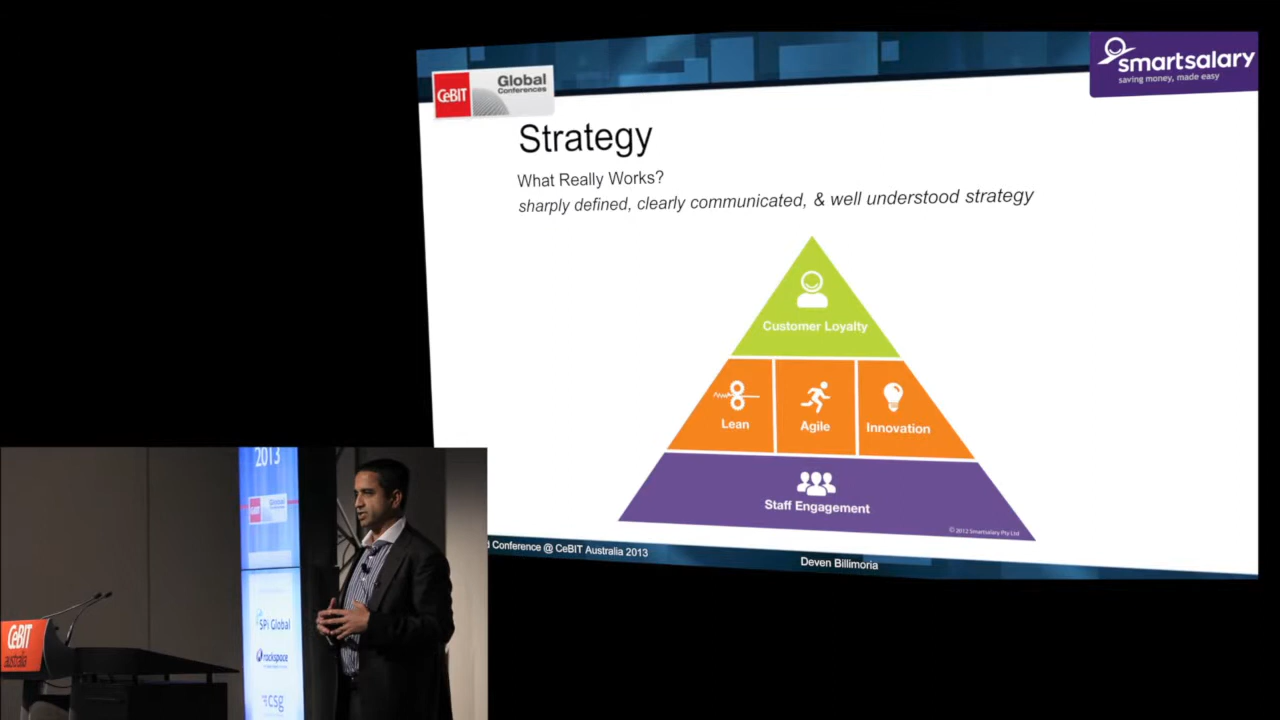 CeBIT
Global
Conferences
smartsalary
saving money, made easy
Strategy
What Really Works?
sharply defined, clearly communicated, & well understood strategy
Customer Loyalty
Lean
Agile
Innovation
Staff Engagement
© 2012 Smartsalary Pty Ltd
d Conference @ CeBIT Australia 2013
Deven Billimoria
2013
CeBIT
Global
SPi Global
rackspace
csg
CeBIT
australia